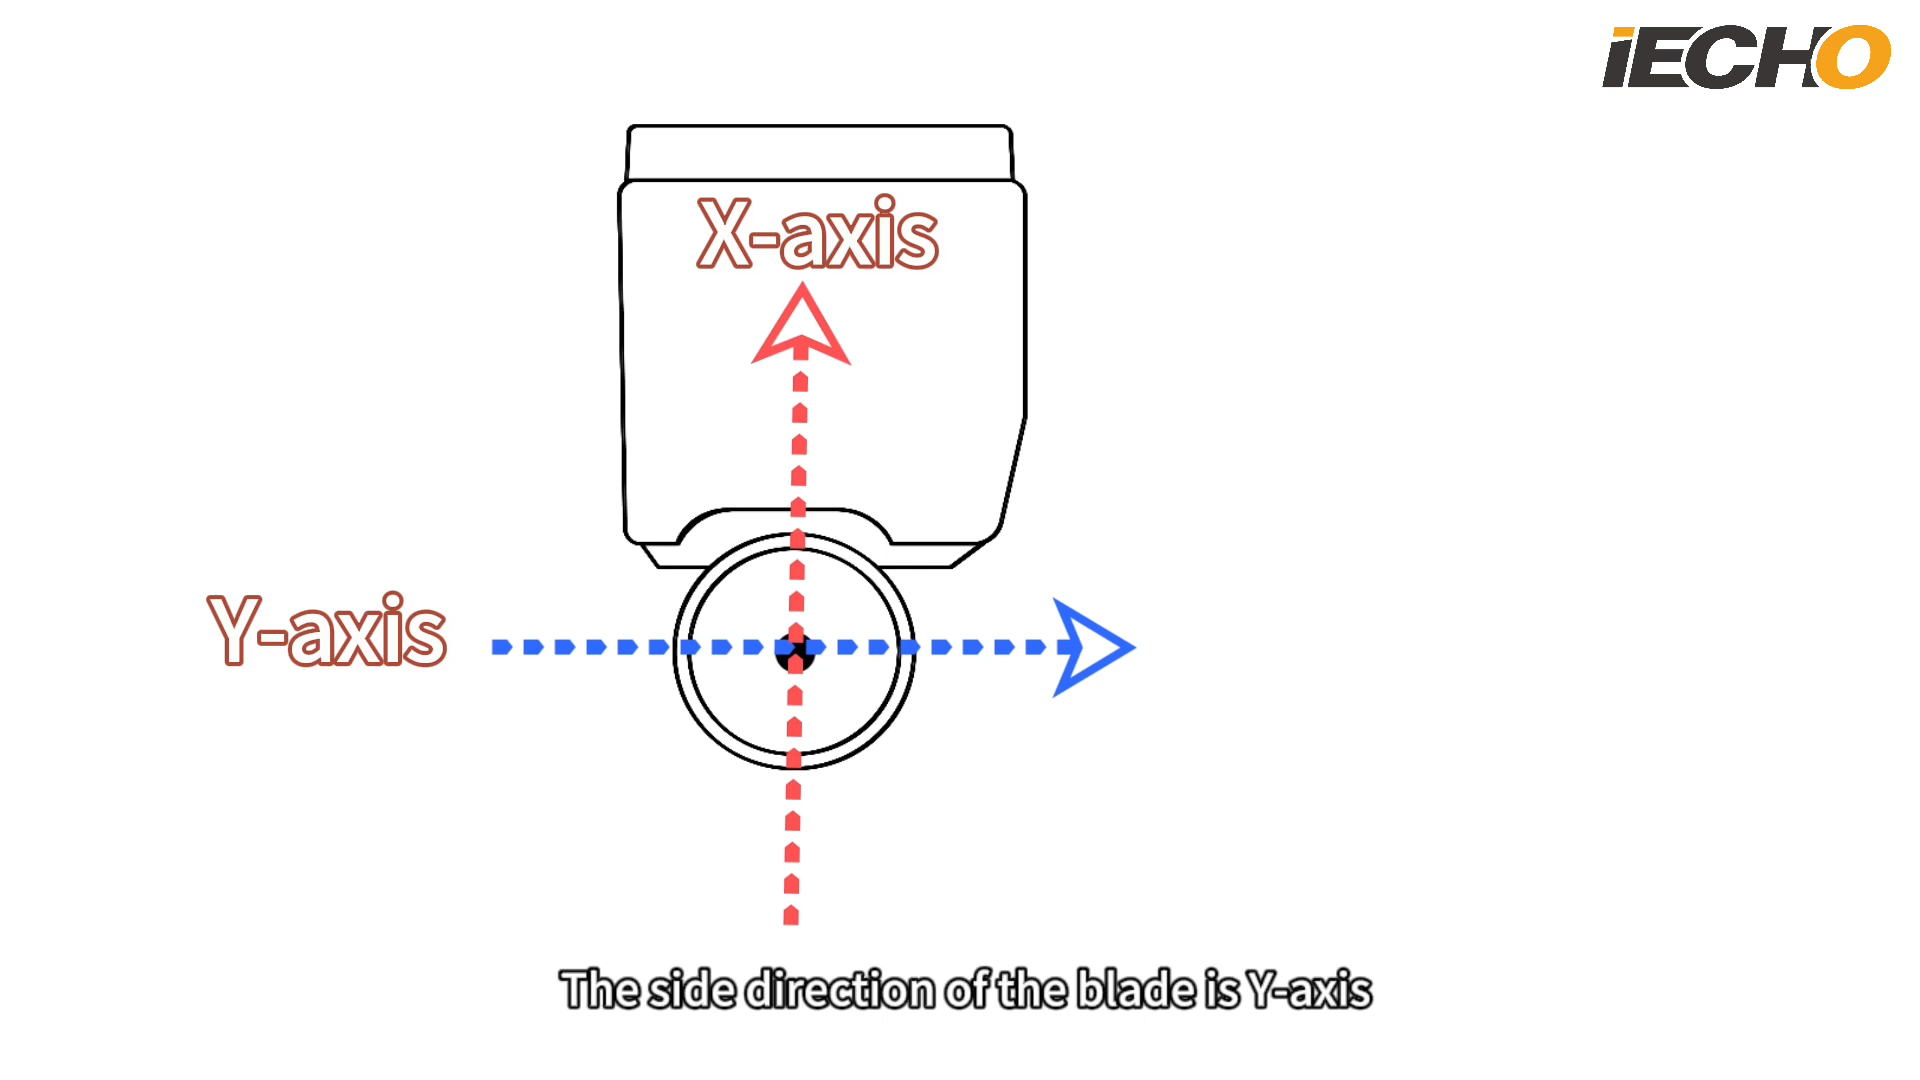 iECHO
X-axis
Y-axis
The side direction of the blade is Y-axis